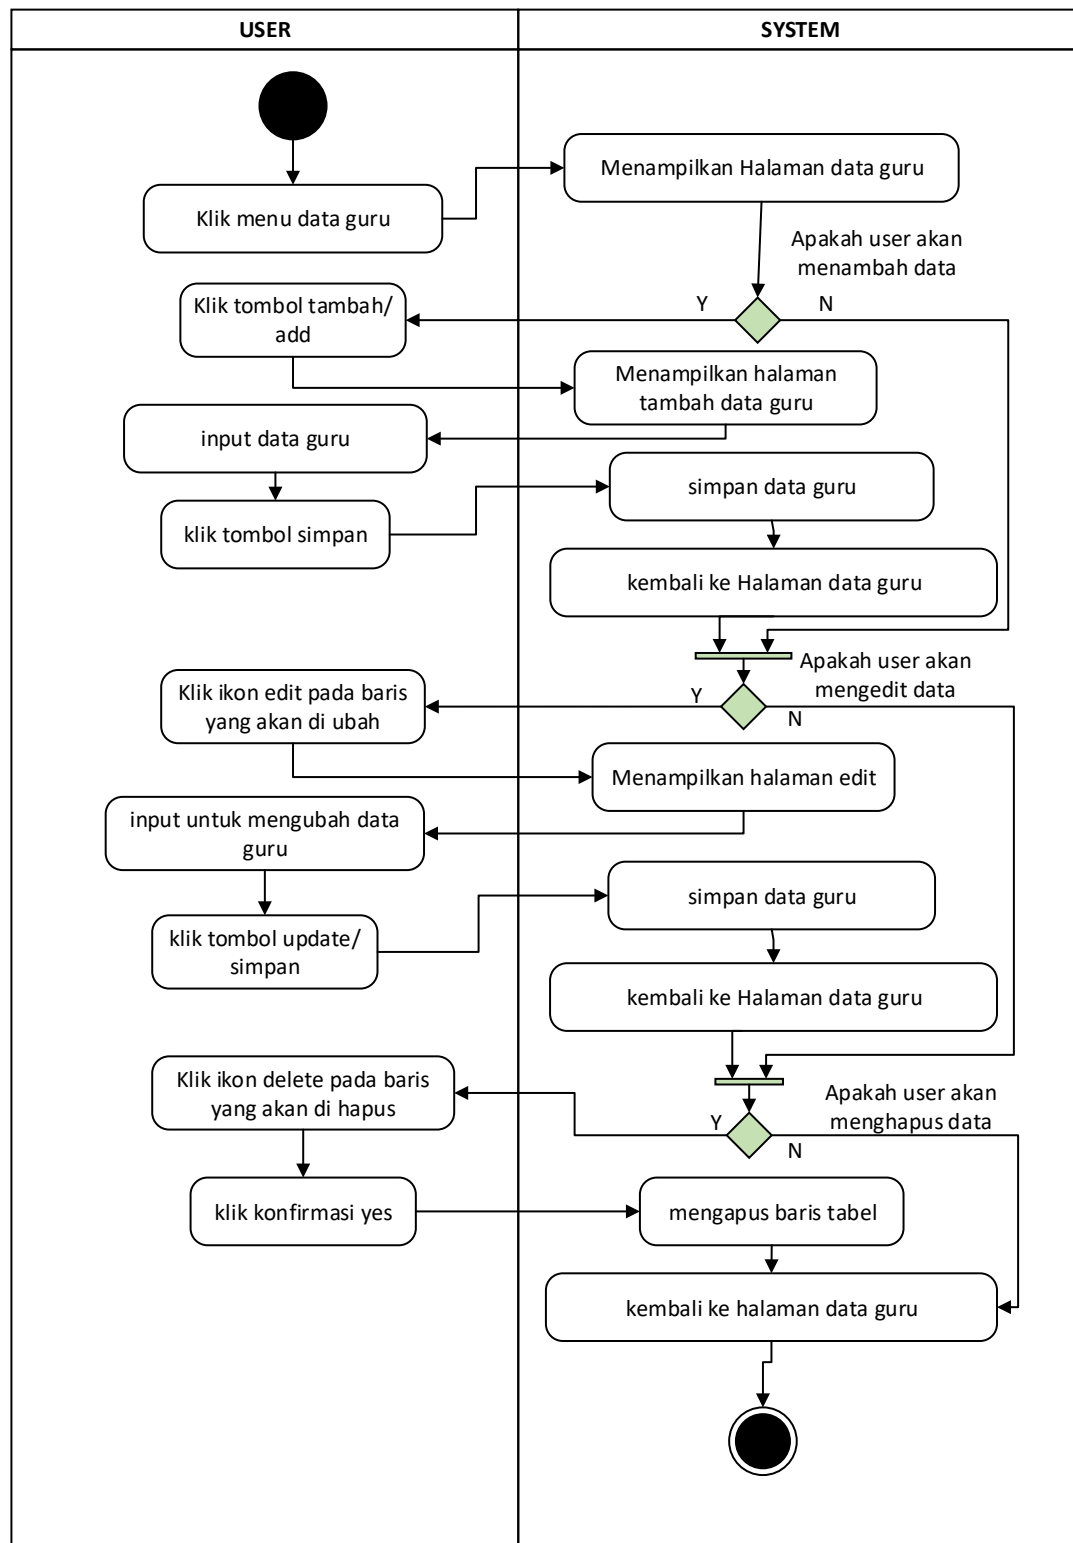 USER
SYSTEM
Menampilkan Halaman data guru
Klik menu data guru
Apakah user akan
menambah data
Y
N
Klik tombol tambah/
add
Menampilkan halaman
tambah data guru
input data guru
simpan data guru
klik tombol simpan
kembali ke Halaman data guru
Apakah user akan
mengedit data
Y
N
Klik ikon edit pada baris
yang akan di ubah
Menampilkan halaman edit
input untuk mengubah data
guru
simpan data guru
klik tombol update/
simpan
kembali ke Halaman data guru
Klik ikon delete pada baris
yang akan di hapus
Apakah user akan
menghapus data
Y
N
klik konfirmasi yes
mengapus baris tabel
kembali ke halaman data guru